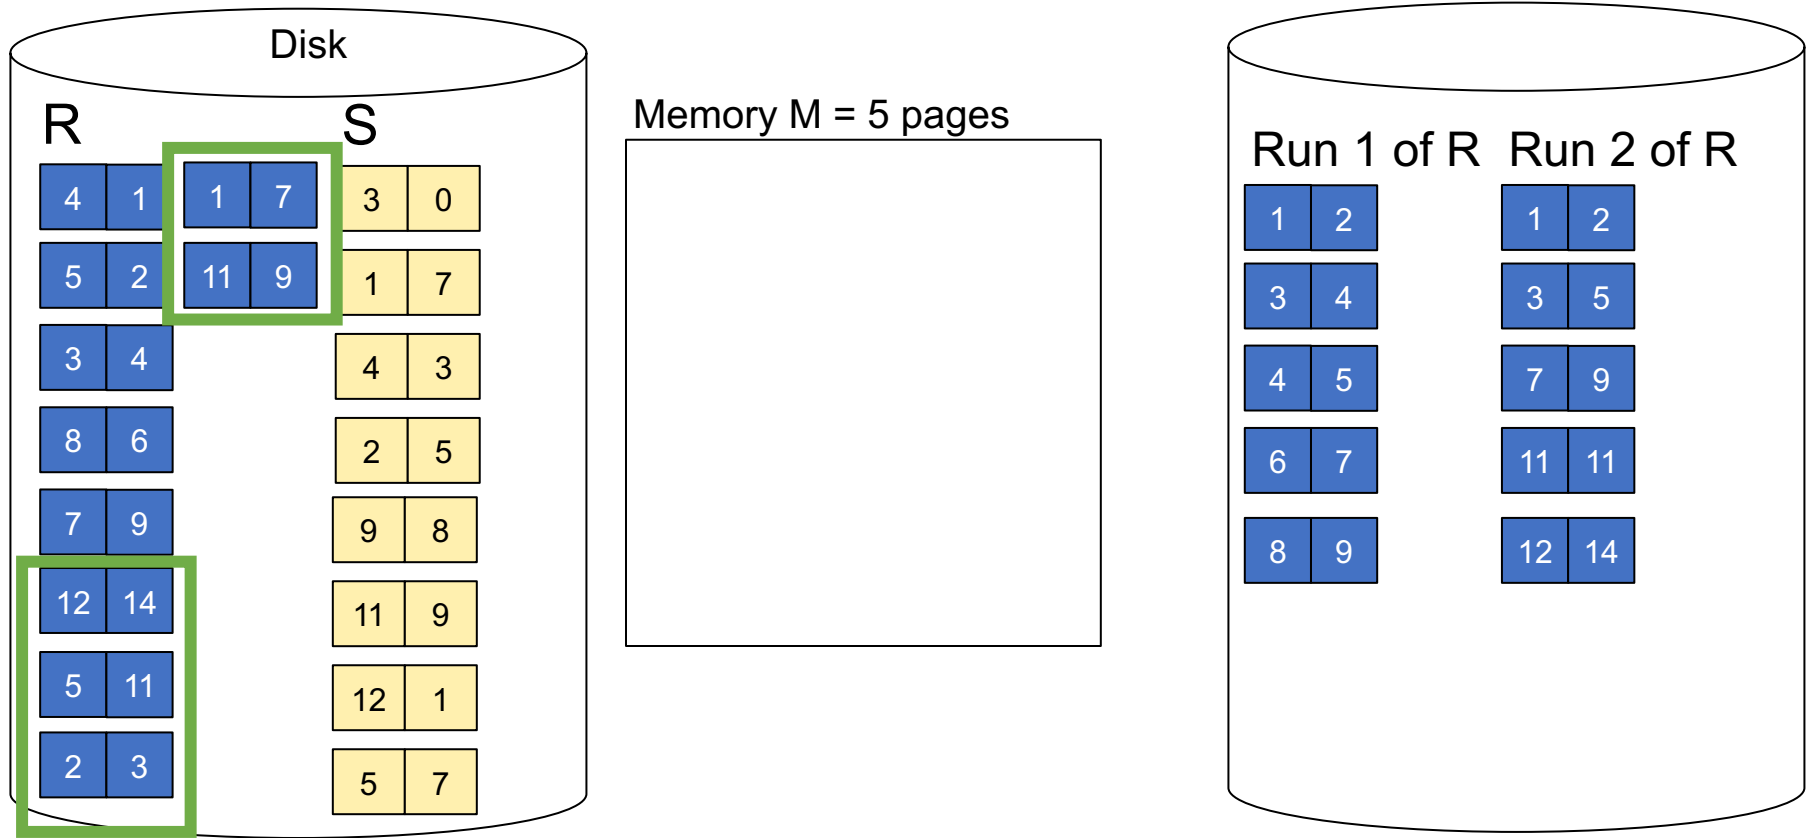 Disk
R
S
Memory M = 5 pages
Run 1 of R Run 2 of R
4 1 1 7 3 0
5 2 11 9 1 7
3 4 4 3
8 6 2 5
7 9 9 8
12 14 11 9
5 11 12 1
2 3 5 7
1 2 1 2
3 4 3 5
4 5 7 9
6 7 11 11
8 9 12 14